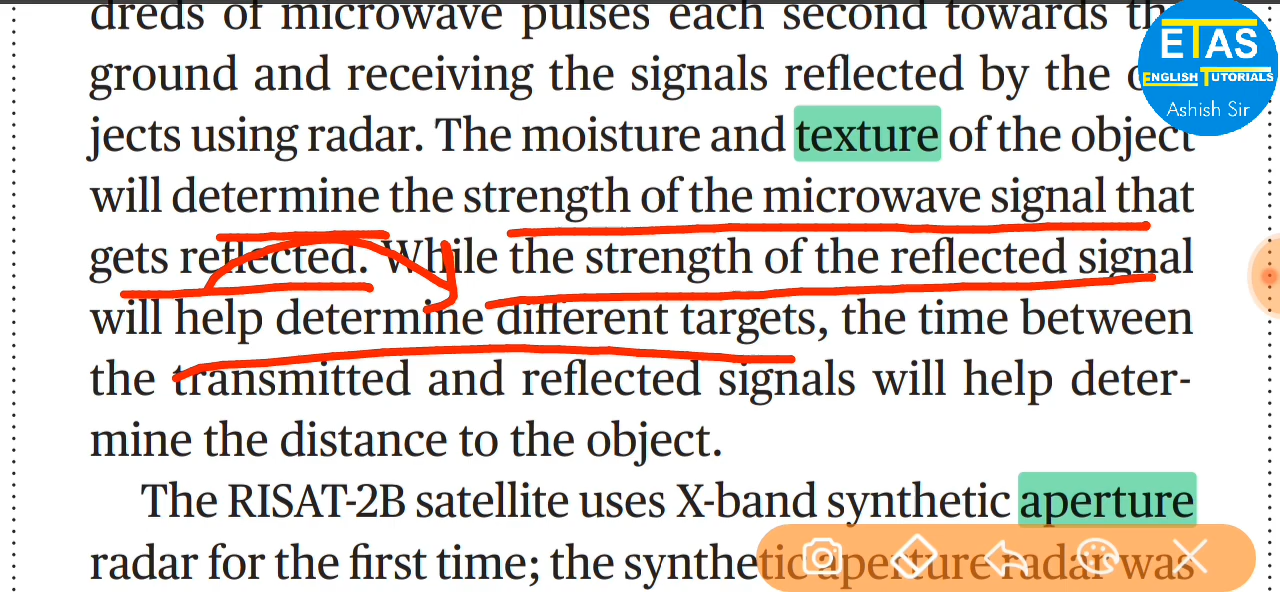 dreds of microwave pulses each second towards
ground and receiving the signals reflected by the
jects using radar. The moisture and texture of the object
will determine the strength of the microwave signal that
gets reflected. While the strength of the reflected signal
will help determine different targets, the time between
the transmitted and reflected signals will help deter-
mine the distance to the object.
The RISAT-2B satellite uses X-band synthetic aperture
radar for the first time; the synthetic aperture radar was
ETAS
ENGLISH TUTORIALS
Ashish Sir